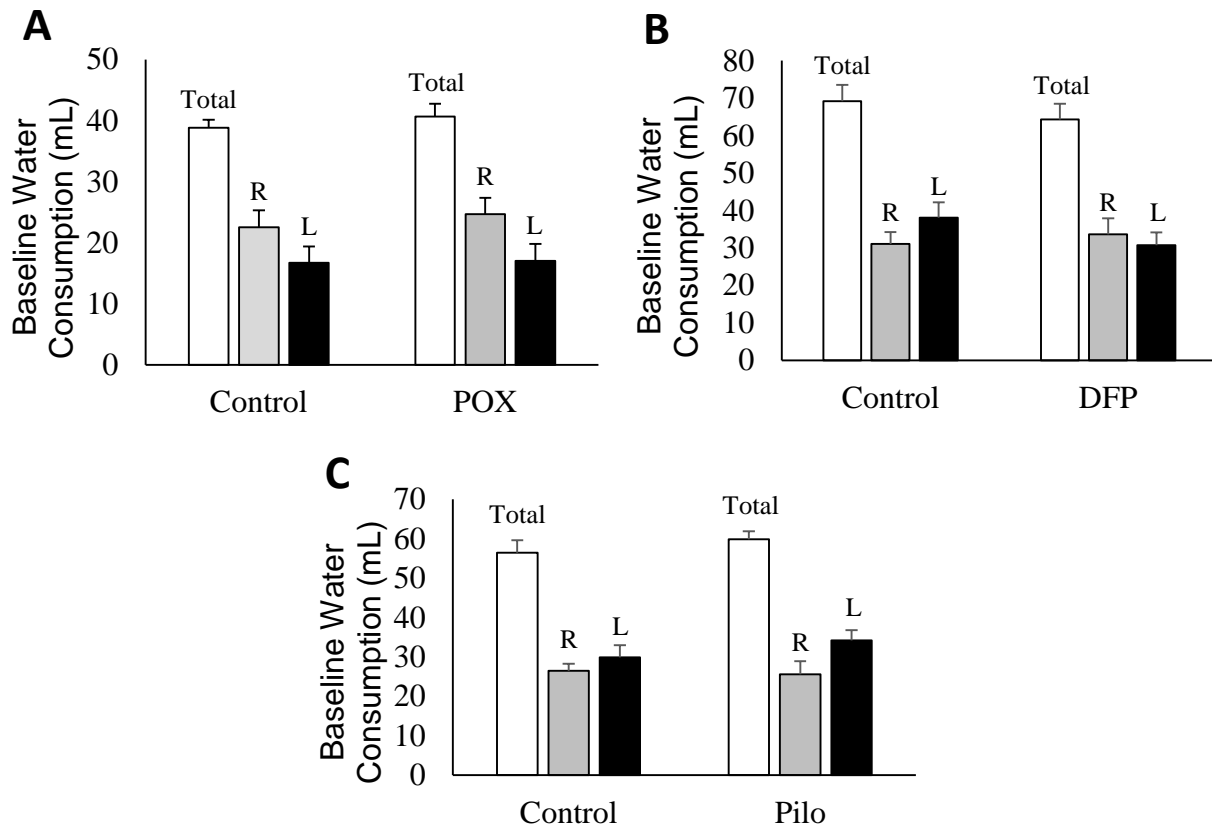 A
Baseline Water
Consumption (mL)
50
40
30
20
10
0
Total
R
L
Total
R
L
Control
POX
B
Baseline Water
Consumption (mL)
80
70
60
50
40
30
20
10
0
Total
R
L
Total
R
L
Control
DFP
C
Baseline Water
Consumption (mL)
70
60
50
40
30
20
10
0
Total
R
L
Total
R
L
Control
Pilo